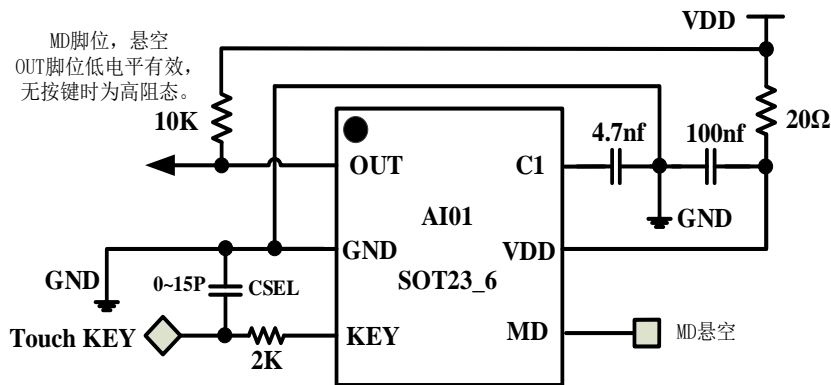 VDD
MD脚位，悬空
OUT脚位低电平有效，
无按键时为高阻态。
10K
4.7nf
100nf
20Ω
OUT
C1
AI01
GND
GND
VDD
SOT23_6
GND
0~15P
CSEL
Touch KEY
2K
KEY
MD
MD悬空